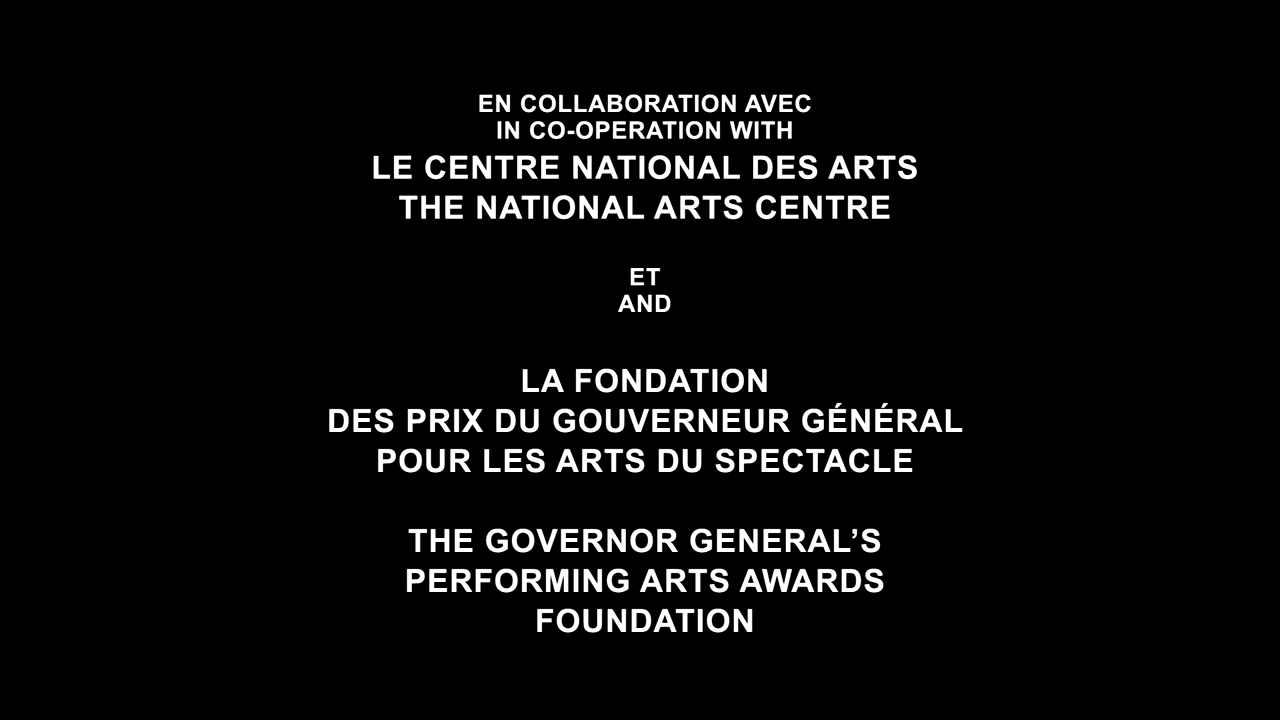 EN COLLABORATION AVEC
IN CO-OPERATION WITH
LE CENTRE NATIONAL DES ARTS
THE NATIONAL ARTS CENTRE
ET
AND
LA FONDATION
DES PRIX DU GOUVERNEUR GÉNÉRAL
POUR LES ARTS DU SPECTACLE
THE GOVERNOR GENERAL’S
PERFORMING ARTS AWARDS
FOUNDATION